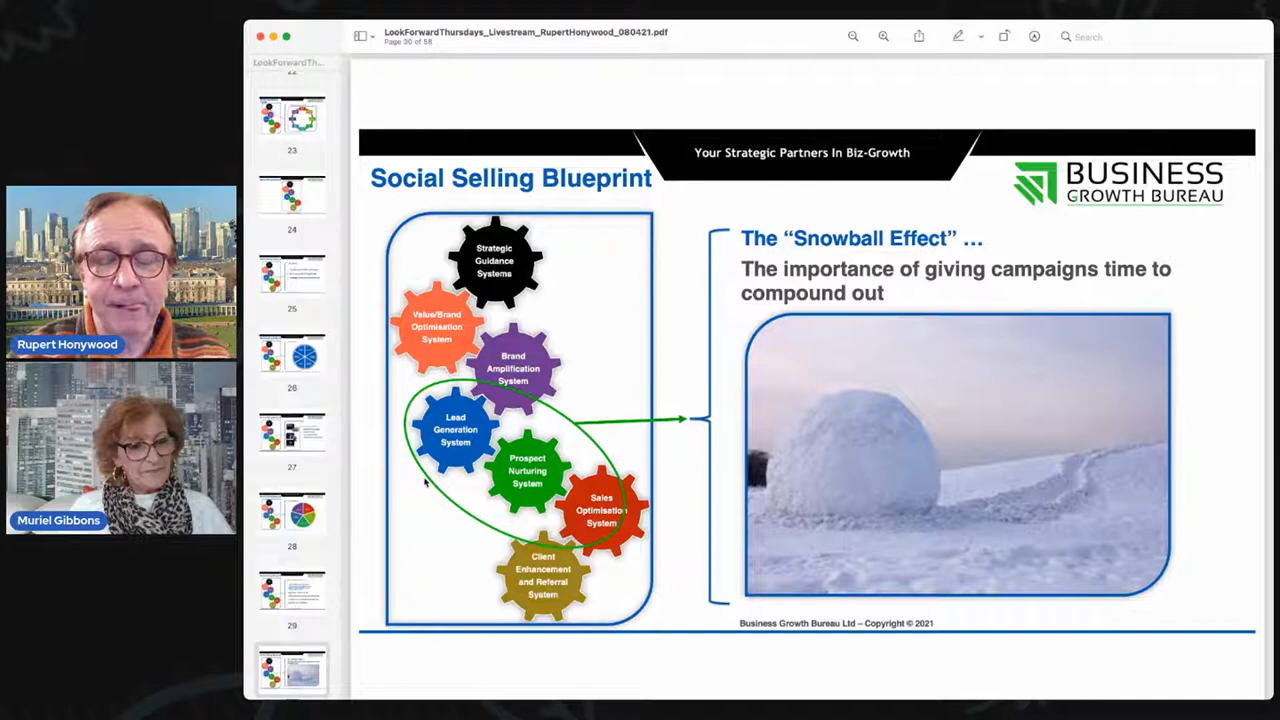 LookForwardThursdays_Livestream_RupertHonywood_080421.pdf
Page 30 of 58
Search
LookForwardTh...
22
23
24
25
26
27
28
29
Your Strategic Partners In Biz-Growth
Social Selling Blueprint
BUSINESS
GROWTH BUREAU
Strategic
Guidance
Systems
Value/Brand
Optimisation
System
Brand
Amplification
System
Lead
Generation
System
Prospect
Nurturing
System
Sales
Optimisation
System
Client
Enhancement
and Referral
System
The “Snowball Effect” …
The importance of giving campaigns time to
compound out
Business Growth Bureau Ltd – Copyright © 2021
Rupert Honywood
Muriel Gibbons